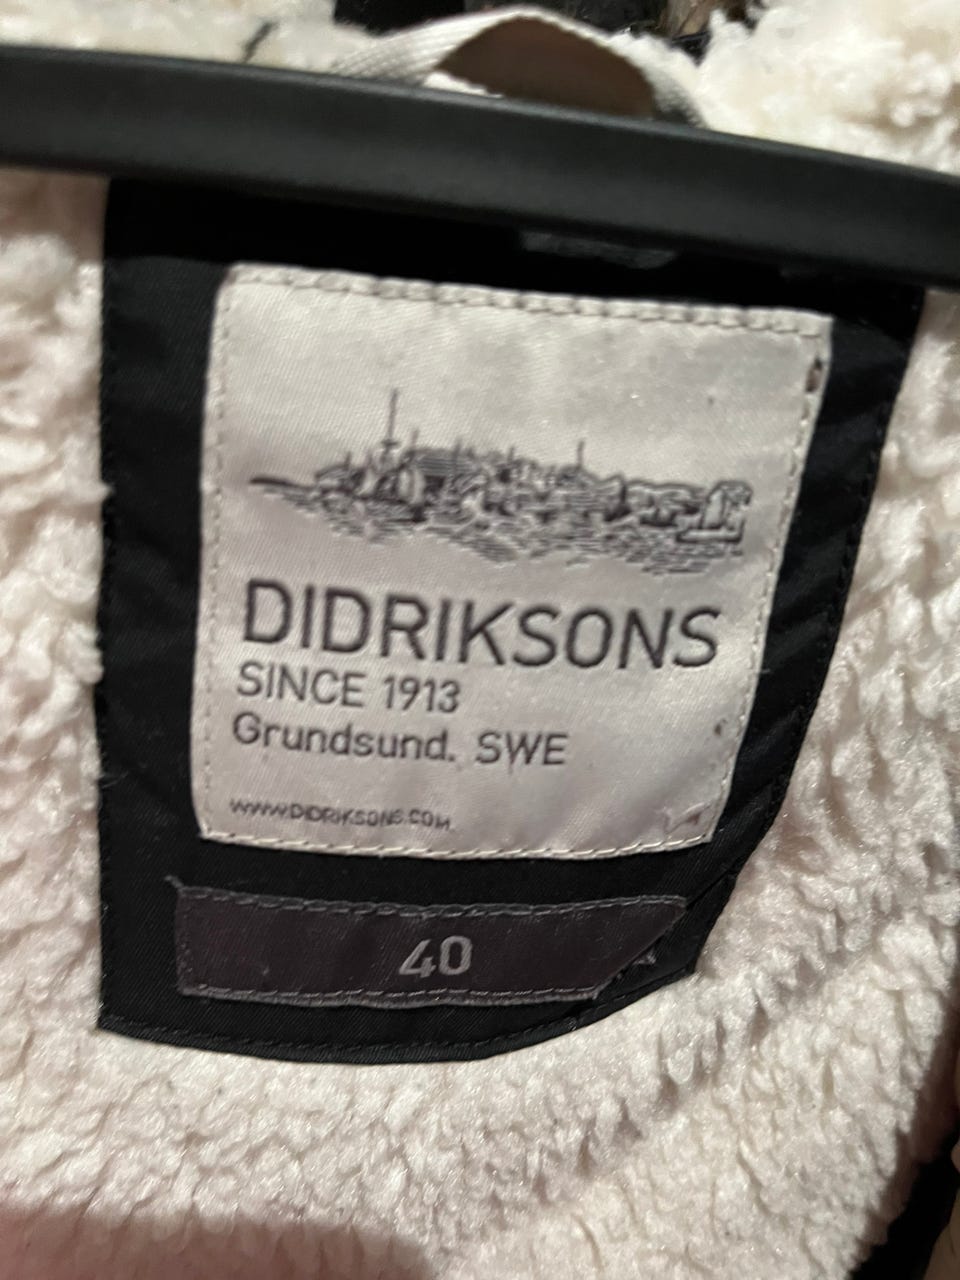 DIDRIKSONS
SINCE 1913
Grundsund. SWE
WWW.DIDRIKSONS.COM
40